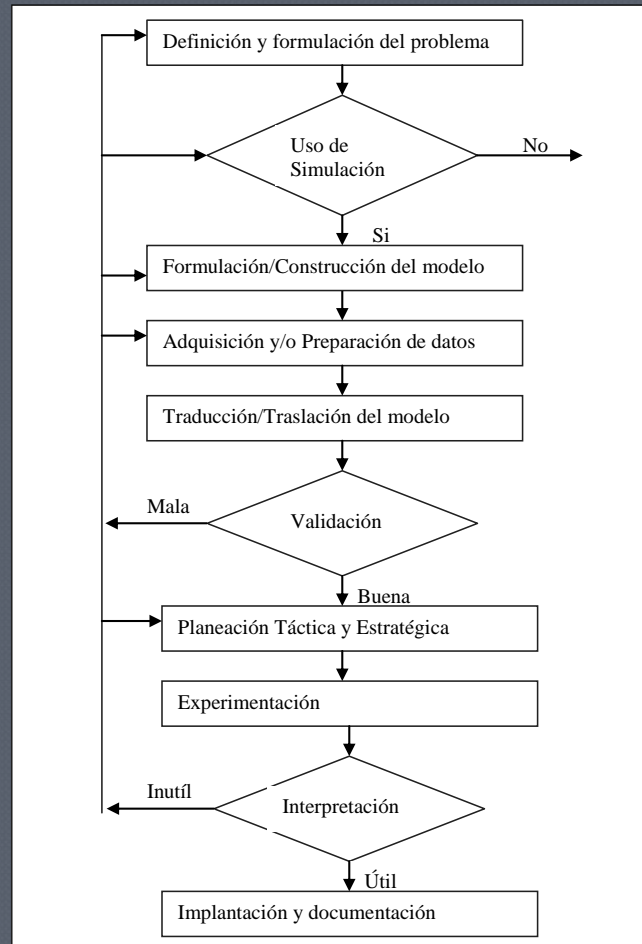 Definición y formulación del problema
Uso de
Simulación
No
Si
Formulación/Construcción del modelo
Adquisición y/o Preparación de datos
Traducción/Traslación del modelo
Mala
Validación
Buena
Planeación Táctica y Estratégica
Experimentación
Inutíl
Interpretación
Útil
Implantación y documentación